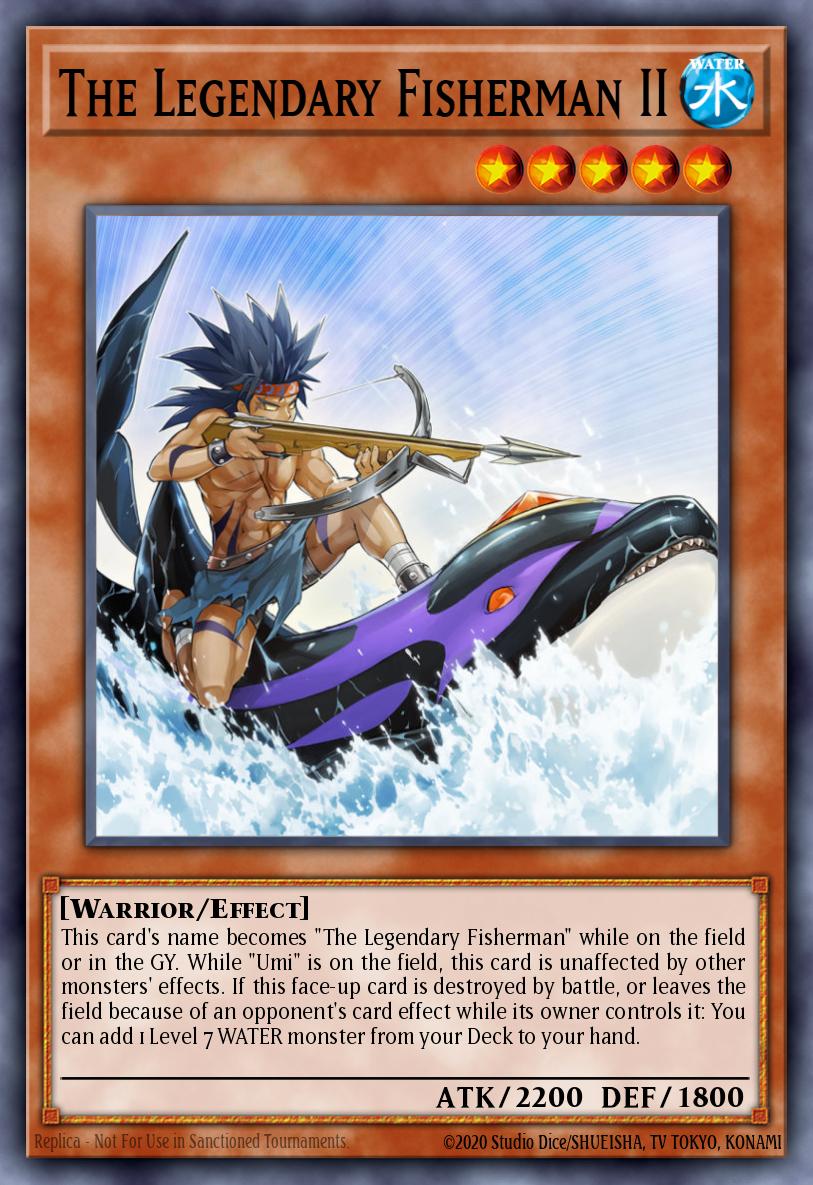 The Legendary Fisherman II
WATER
水
[Warrior/Effect]
This card's name becomes "The Legendary Fisherman" while on the field
or in the GY. While "Umi" is on the field, this card is unaffected by other
monsters' effects. If this face-up card is destroyed by battle, or leaves the
field because of an opponent's card effect while its owner controls it: You
can add 1 Level 7 WATER monster from your Deck to your hand.
ATK/2200 DEF/1800
Replica - Not For Use in Sanctioned Tournaments.
©2020 Studio Dice/SHUEISHA, TV TOKYO, KONAMI